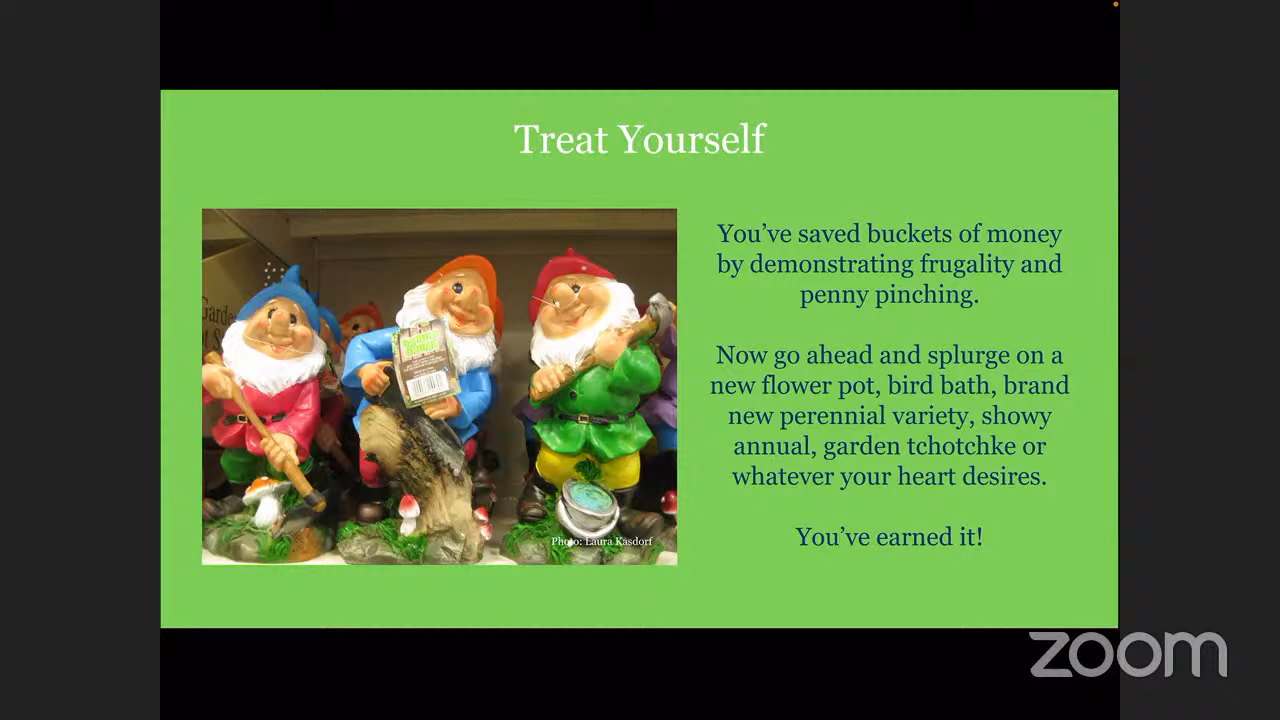 Treat Yourself
You've saved buckets of money
by demonstrating frugality and
penny pinching.
Now go ahead and splurge on a
new flower pot, bird bath, brand
new perennial variety, showy
annual, garden tchotchke or
whatever your heart desires.
You've earned it!
Garde
Photo: Laura Kasdorf
zoom